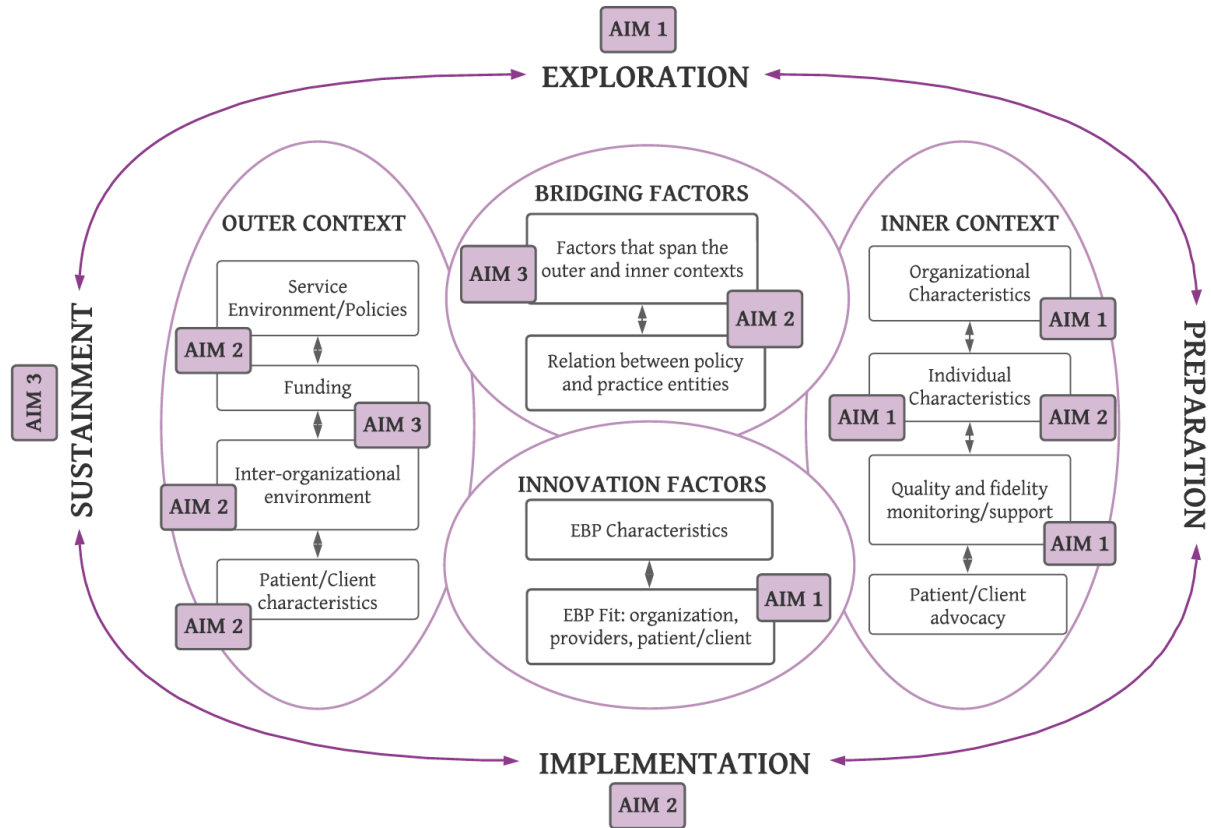 AIM 1
EXPLORATION
BRIDGING FACTORS
Factors that span the
outer and inner contexts
AIM 3
AIM 2
Relation between policy
and practice entities
OUTER CONTEXT
Service
Environment/Policies
AIM 2
Funding
AIM 3
Inter-organizational
environment
AIM 2
Patient/Client
characteristics
AIM 2
INNOVATION FACTORS
EBP Characteristics
AIM 1
EBP Fit: organization,
providers, patient/client
INNER CONTEXT
Organizational
Characteristics
AIM 1
Individual
Characteristics
AIM 1
AIM 2
Quality and fidelity
monitoring/support
AIM 1
Patient/Client
advocacy
AIM 3
SUSTAINMENT
PREPARATION
IMPLEMENTATION
AIM 2